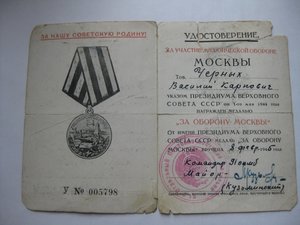 ЗА НАШУ СОВЕТСКУЮ РОДИНУ!
У № 005798
УДОСТОВЕРЕНИЕ
ЗА УЧАСТИЕ В ГЕРОИЧЕСКОЙ ОБОРОНЕ
МОСКВЫ
Тов. Черных
Василий Карпович
УКАЗОМ ПРЕЗИДИУМА ВЕРХОВНОГО
СОВЕТА СССР от 1-го мая 1944 года
НАГРАЖДЕН МЕДАЛЬЮ
„ЗА ОБОРОНУ МОСКВЫ"
ОТ ИМЕНИ ПРЕЗИДИУМА ВЕРХОВНОГО
СОВЕТА СССР МЕДАЛЬ „ЗА ОБОРОНУ
МОСКВЫ" ВРУЧЕНА
Командир
Майор
(Кузьминский)